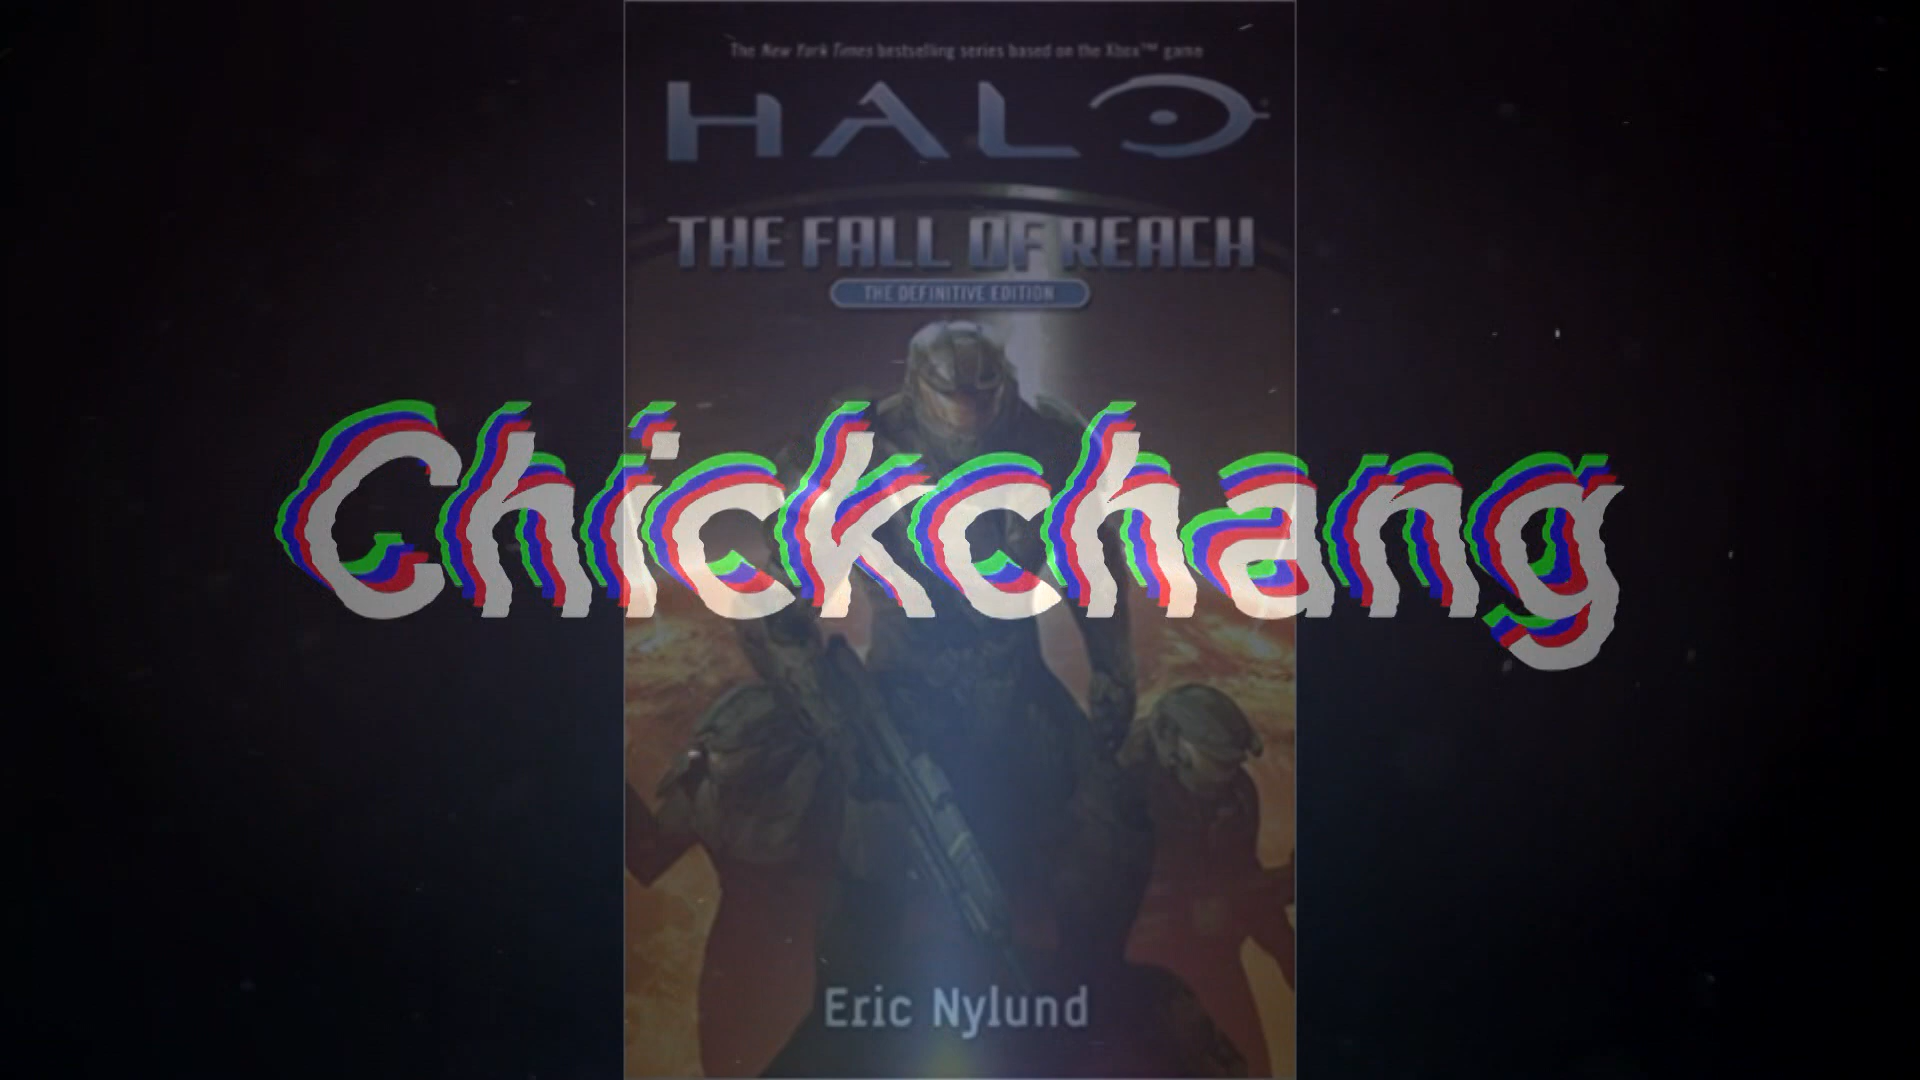 The New York Times bestselling series based on the Xbox™ game
HALO
THE FALL OF REACH
THE DEFINITIVE EDITION
Chickchang
Eric Nylund